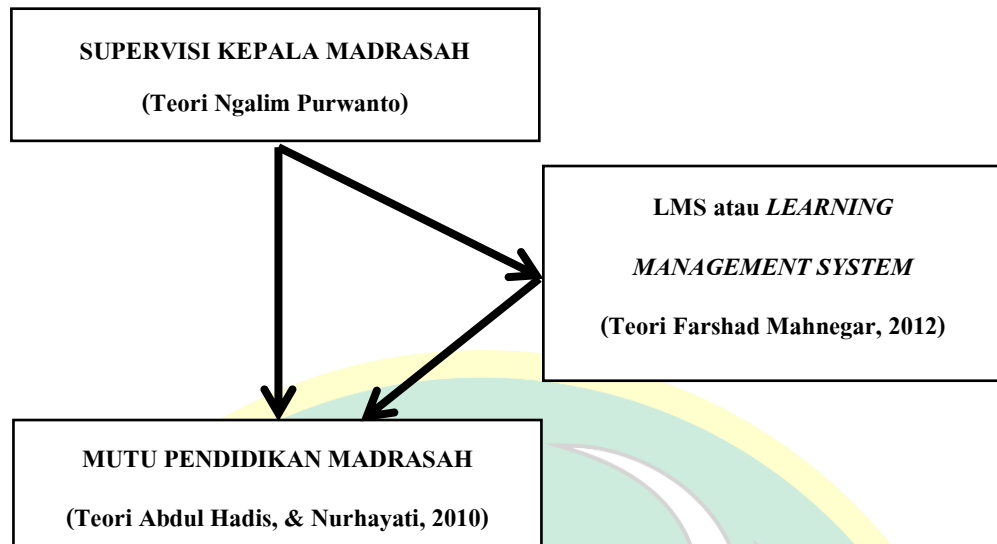 SUPERVISI KEPALA MADRASAH
(Teori Ngalim Purwanto)
LMS atau LEARNING
MANAGEMENT SYSTEM
(Teori Farshad Mahnegar, 2012)
MUTU PENDIDIKAN MADRASAH
(Teori Abdul Hadis, & Nurhayati, 2010)